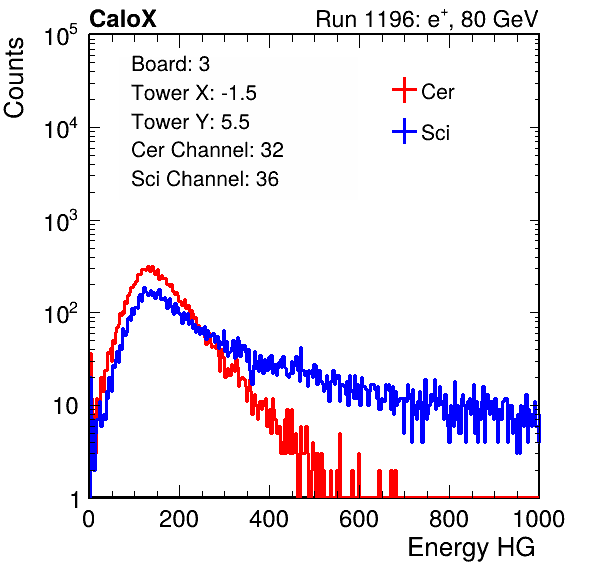 CaloX Run 1196: e⁺, 80 GeV
Counts
10⁵
10⁴
10³
10²
10
1
Board: 3
Tower X: -1.5
Tower Y: 5.5
Cer Channel: 32
Sci Channel: 36
Cer
Sci
0 200 400 600 800 1000
Energy HG